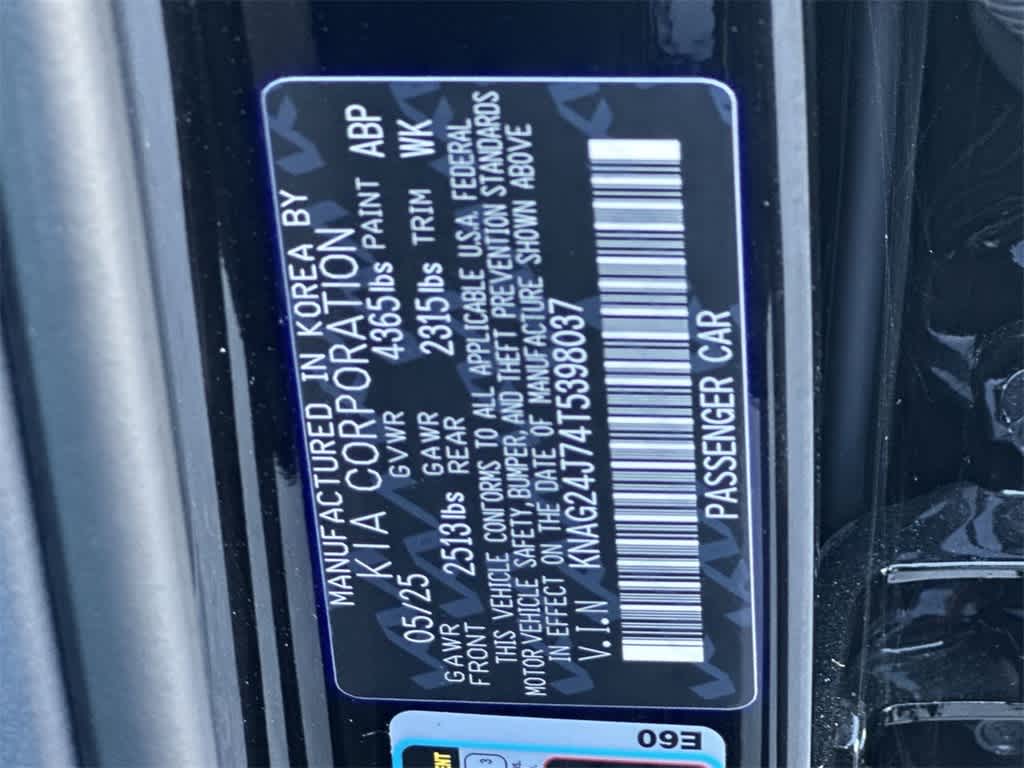 MANUFACTURED IN KOREA BY
KIA CORPORATION
05/25 GVWR 4365lbs PAINT ABP
GAWR FRONT 2513lbs GAWR REAR 2315lbs TRIM WK
THIS VEHICLE CONFORMS TO ALL APPLICABLE U.S.A. FEDERAL
MOTOR VEHICLE SAFETY, BUMPER, AND THEFT PREVENTION STANDARDS
IN EFFECT ON THE DATE OF MANUFACTURE SHOWN ABOVE
V.I.N KNAG24J74T5398037
PASSENGER CAR
E60
3